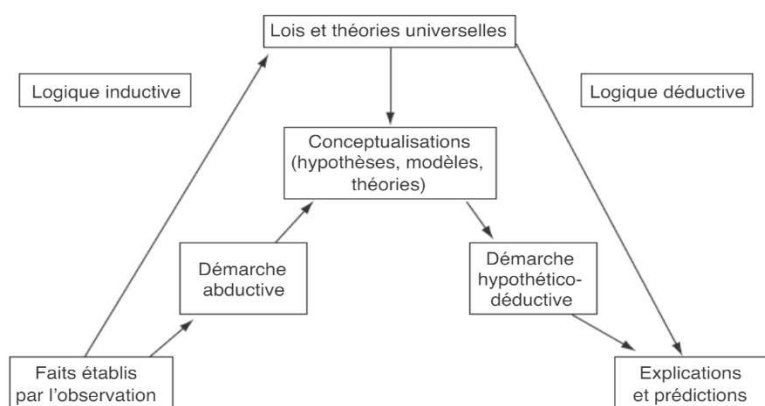 Lois et théories universelles
Logique inductive
Logique déductive
Conceptualisations
(hypothèses, modèles,
théories)
Démarche
abductive
Démarche
hypothético-
déductive
Faits établis
par l'observation
Explications
et prédictions